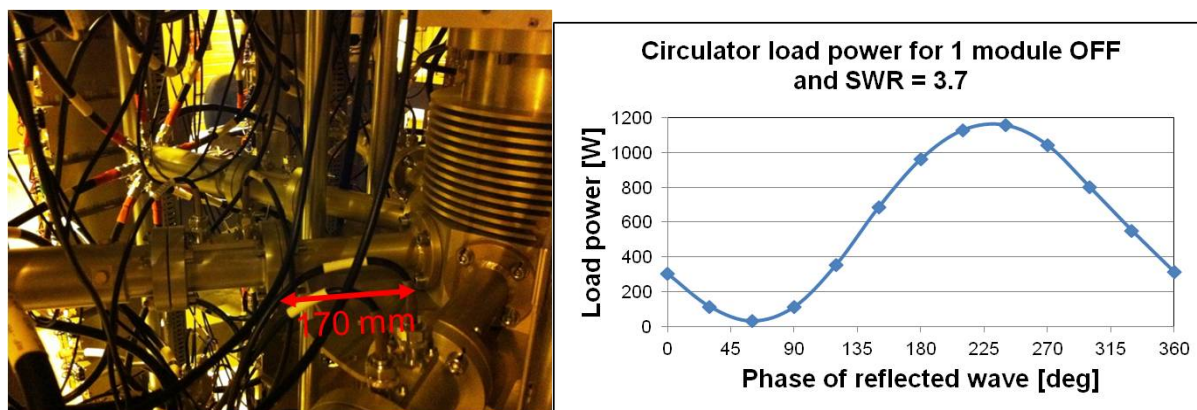 170 mm
Circulator load power for 1 module OFF
and SWR = 3.7
Load power [W]
1200
1000
800
600
400
200
0
0 45 90 135 180 225 270 315 360
Phase of reflected wave [deg]